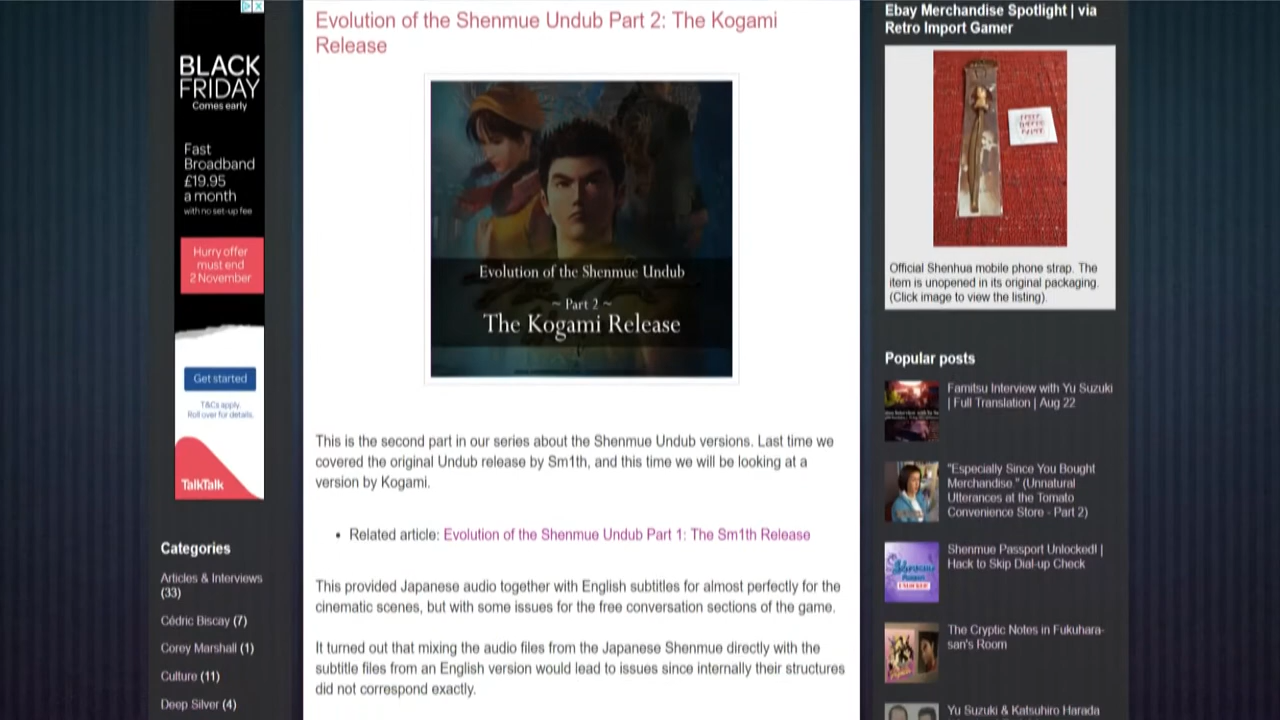 BLACK
FRIDAY
Comes early
Fast
Broadband
£19.95
a month
with no set-up fee
Hurry offer
must end
2 November
Get started
T&Cs apply.
Roll over for details.
TalkTalk
Categories
Articles & Interviews
(33)
Cédric Biscay (7)
Corey Marshall (1)
Culture (11)
Deep Silver (4)
Evolution of the Shenmue Undub Part 2: The Kogami
Release
Evolution of the Shenmue Undub
~ Part 2 ~
The Kogami Release
This is the second part in our series about the Shenmue Undub versions. Last time we
covered the original Undub release by Sm1th, and this time we will be looking at a
version by Kogami.
• Related article: Evolution of the Shenmue Undub Part 1: The Sm1th Release
This provided Japanese audio together with English subtitles for almost perfectly for the
cinematic scenes, but with some issues for the free conversation sections of the game.
It turned out that mixing the audio files from the Japanese Shenmue directly with the
subtitle files from an English version would lead to issues since internally their structures
did not correspond exactly.
Ebay Merchandise Spotlight | via
Retro Import Gamer
Official Shenhua mobile phone strap. The
item is unopened in its original packaging.
(Click image to view the listing).
Popular posts
Famitsu Interview with Yu Suzuki
| Full Translation | Aug 22
"Especially Since You Bought
Merchandise." (Unnatural
Utterances at the Tomato
Convenience Store - Part 2)
Shenmue Passport Unlocked! |
Hack to Skip Dial-up Check
The Cryptic Notes in Fukuhara-
san's Room
Yu Suzuki & Katsuhiro Harada